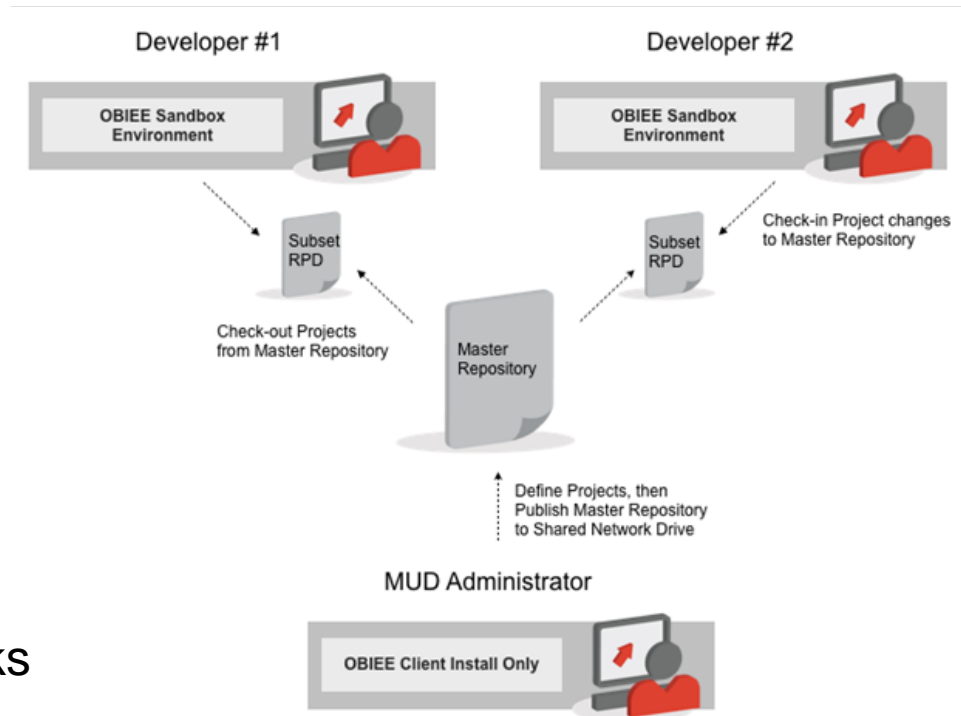 Developer #1
Developer #2
OBIEE Sandbox
Environment
OBIEE Sandbox
Environment
Subset
RPD
Subset
RPD
Check-in Project changes
to Master Repository
Check-out Projects
from Master Repository
Master
Repository
Define Projects, then
Publish Master Repository
to Shared Network Drive
MUD Administrator
OBIEE Client Install Only